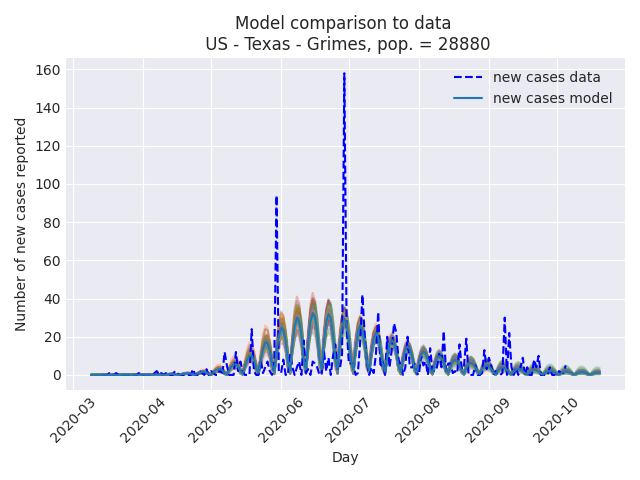 Model comparison to data
US - Texas - Grimes, pop. = 28880
Number of new cases reported
160
140
120
100
80
60
40
20
0
new cases data
new cases model
2020-03
2020-04
2020-05
2020-06
2020-07
2020-08
2020-09
2020-10
Day